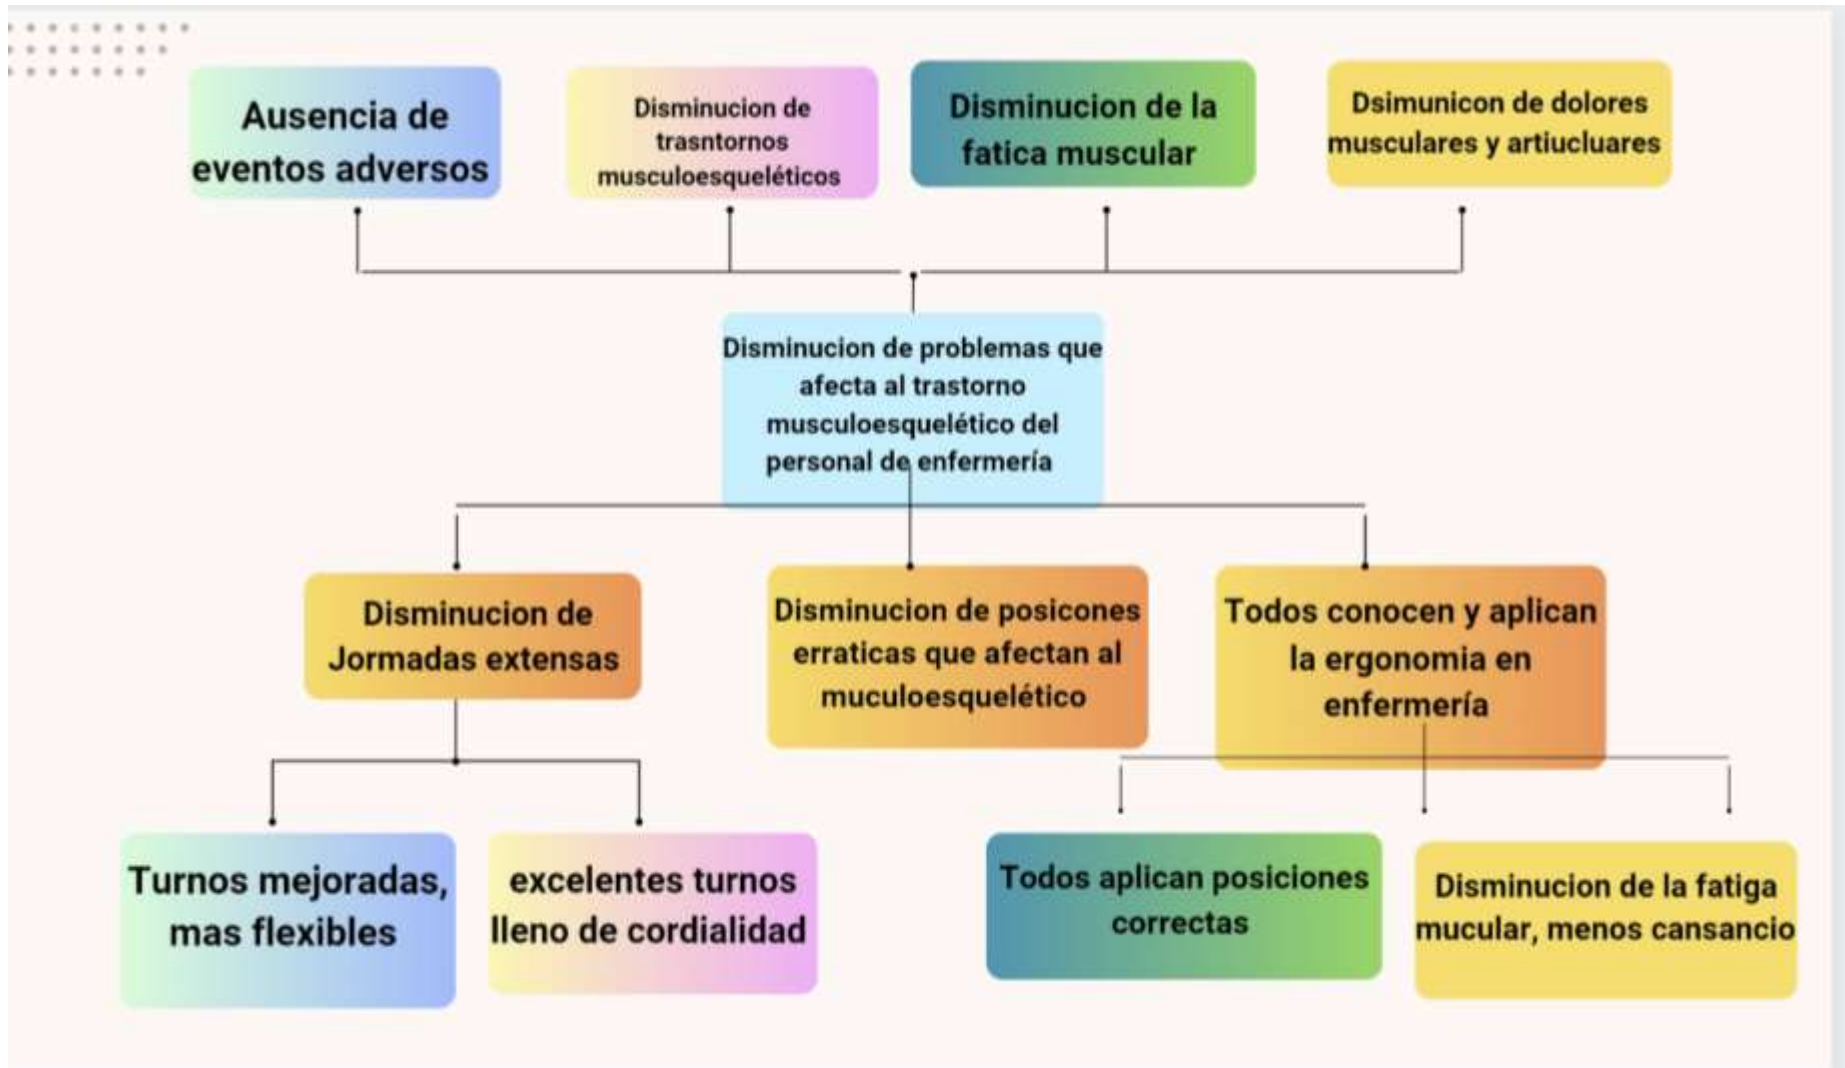 Ausencia de
eventos adversos
Disminucion de
trasntornos
musculoesqueléticos
Disminucion de la
fatica muscular
Dsimunicon de dolores
musculares y artiucluares
Disminucion de problemas que
afecta al trastorno
musculoesquelético del
personal de enfermería
Disminucion de
Jormadas extensas
Disminucion de posicones
erraticas que afectan al
muculoesquelético
Todos conocen y aplican
la ergonomia en
enfermería
Turnos mejoradas,
mas flexibles
excelentes turnos
lleno de cordialidad
Todos aplican posiciones
correctas
Disminucion de la fatiga
mucular, menos cansancio